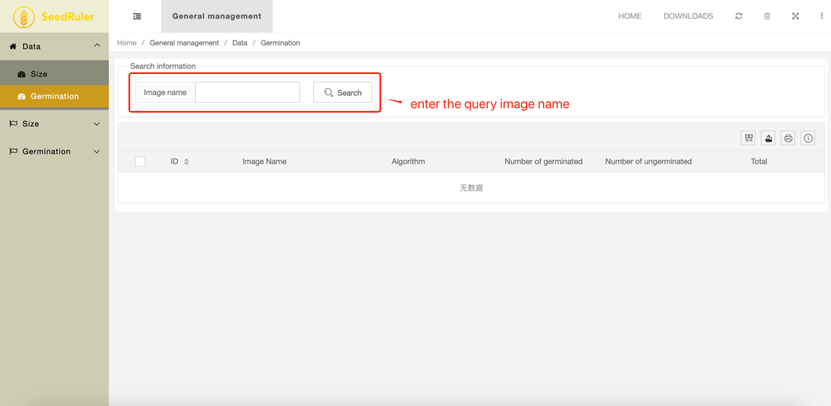 SeedRuler
General management
HOME
DOWNLOADS
Data
Home / General management / Data / Germination
Size
Germination
Size
Germination
Search information
Image name
Search
enter the query image name
ID
Image Name
Algorithm
Number of germinated
Number of ungerminated
Total
无数据